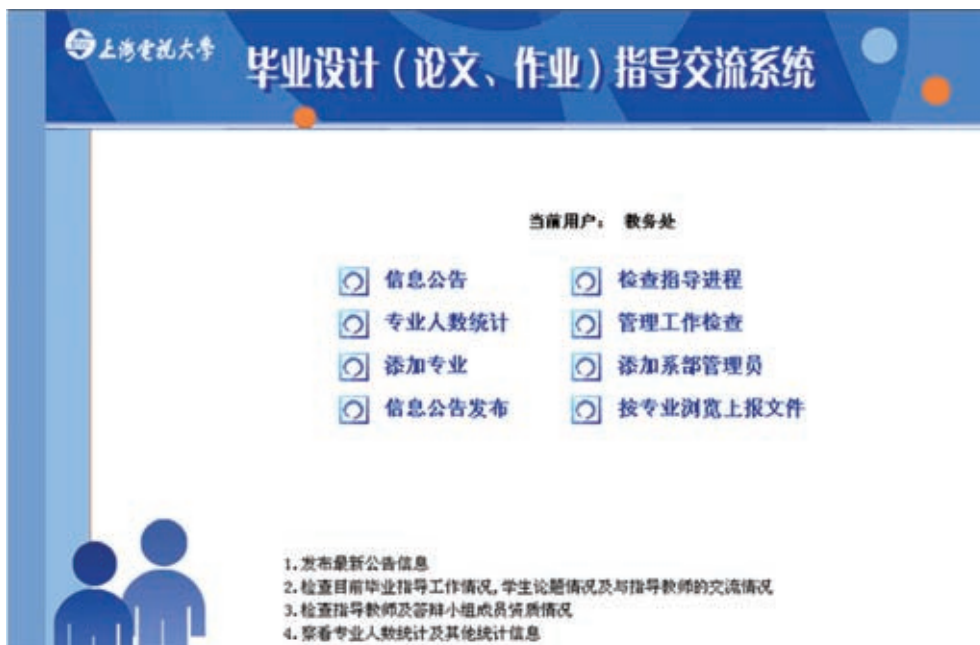 上海电视大学
毕业设计（论文、作业）指导交流系统
当前用户： 教务处
信息公告 检查指导进程
专业人数统计 管理工作检查
添加专业 添加系部管理员
信息公告发布 按专业浏览上报文件
1.发布最新公告信息
2.检查目前毕业指导工作情况,学生论题情况及与指导教师的交流情况
3.检查指导教师及答辩小组成员资质情况
4.察看专业人数统计及其他统计信息